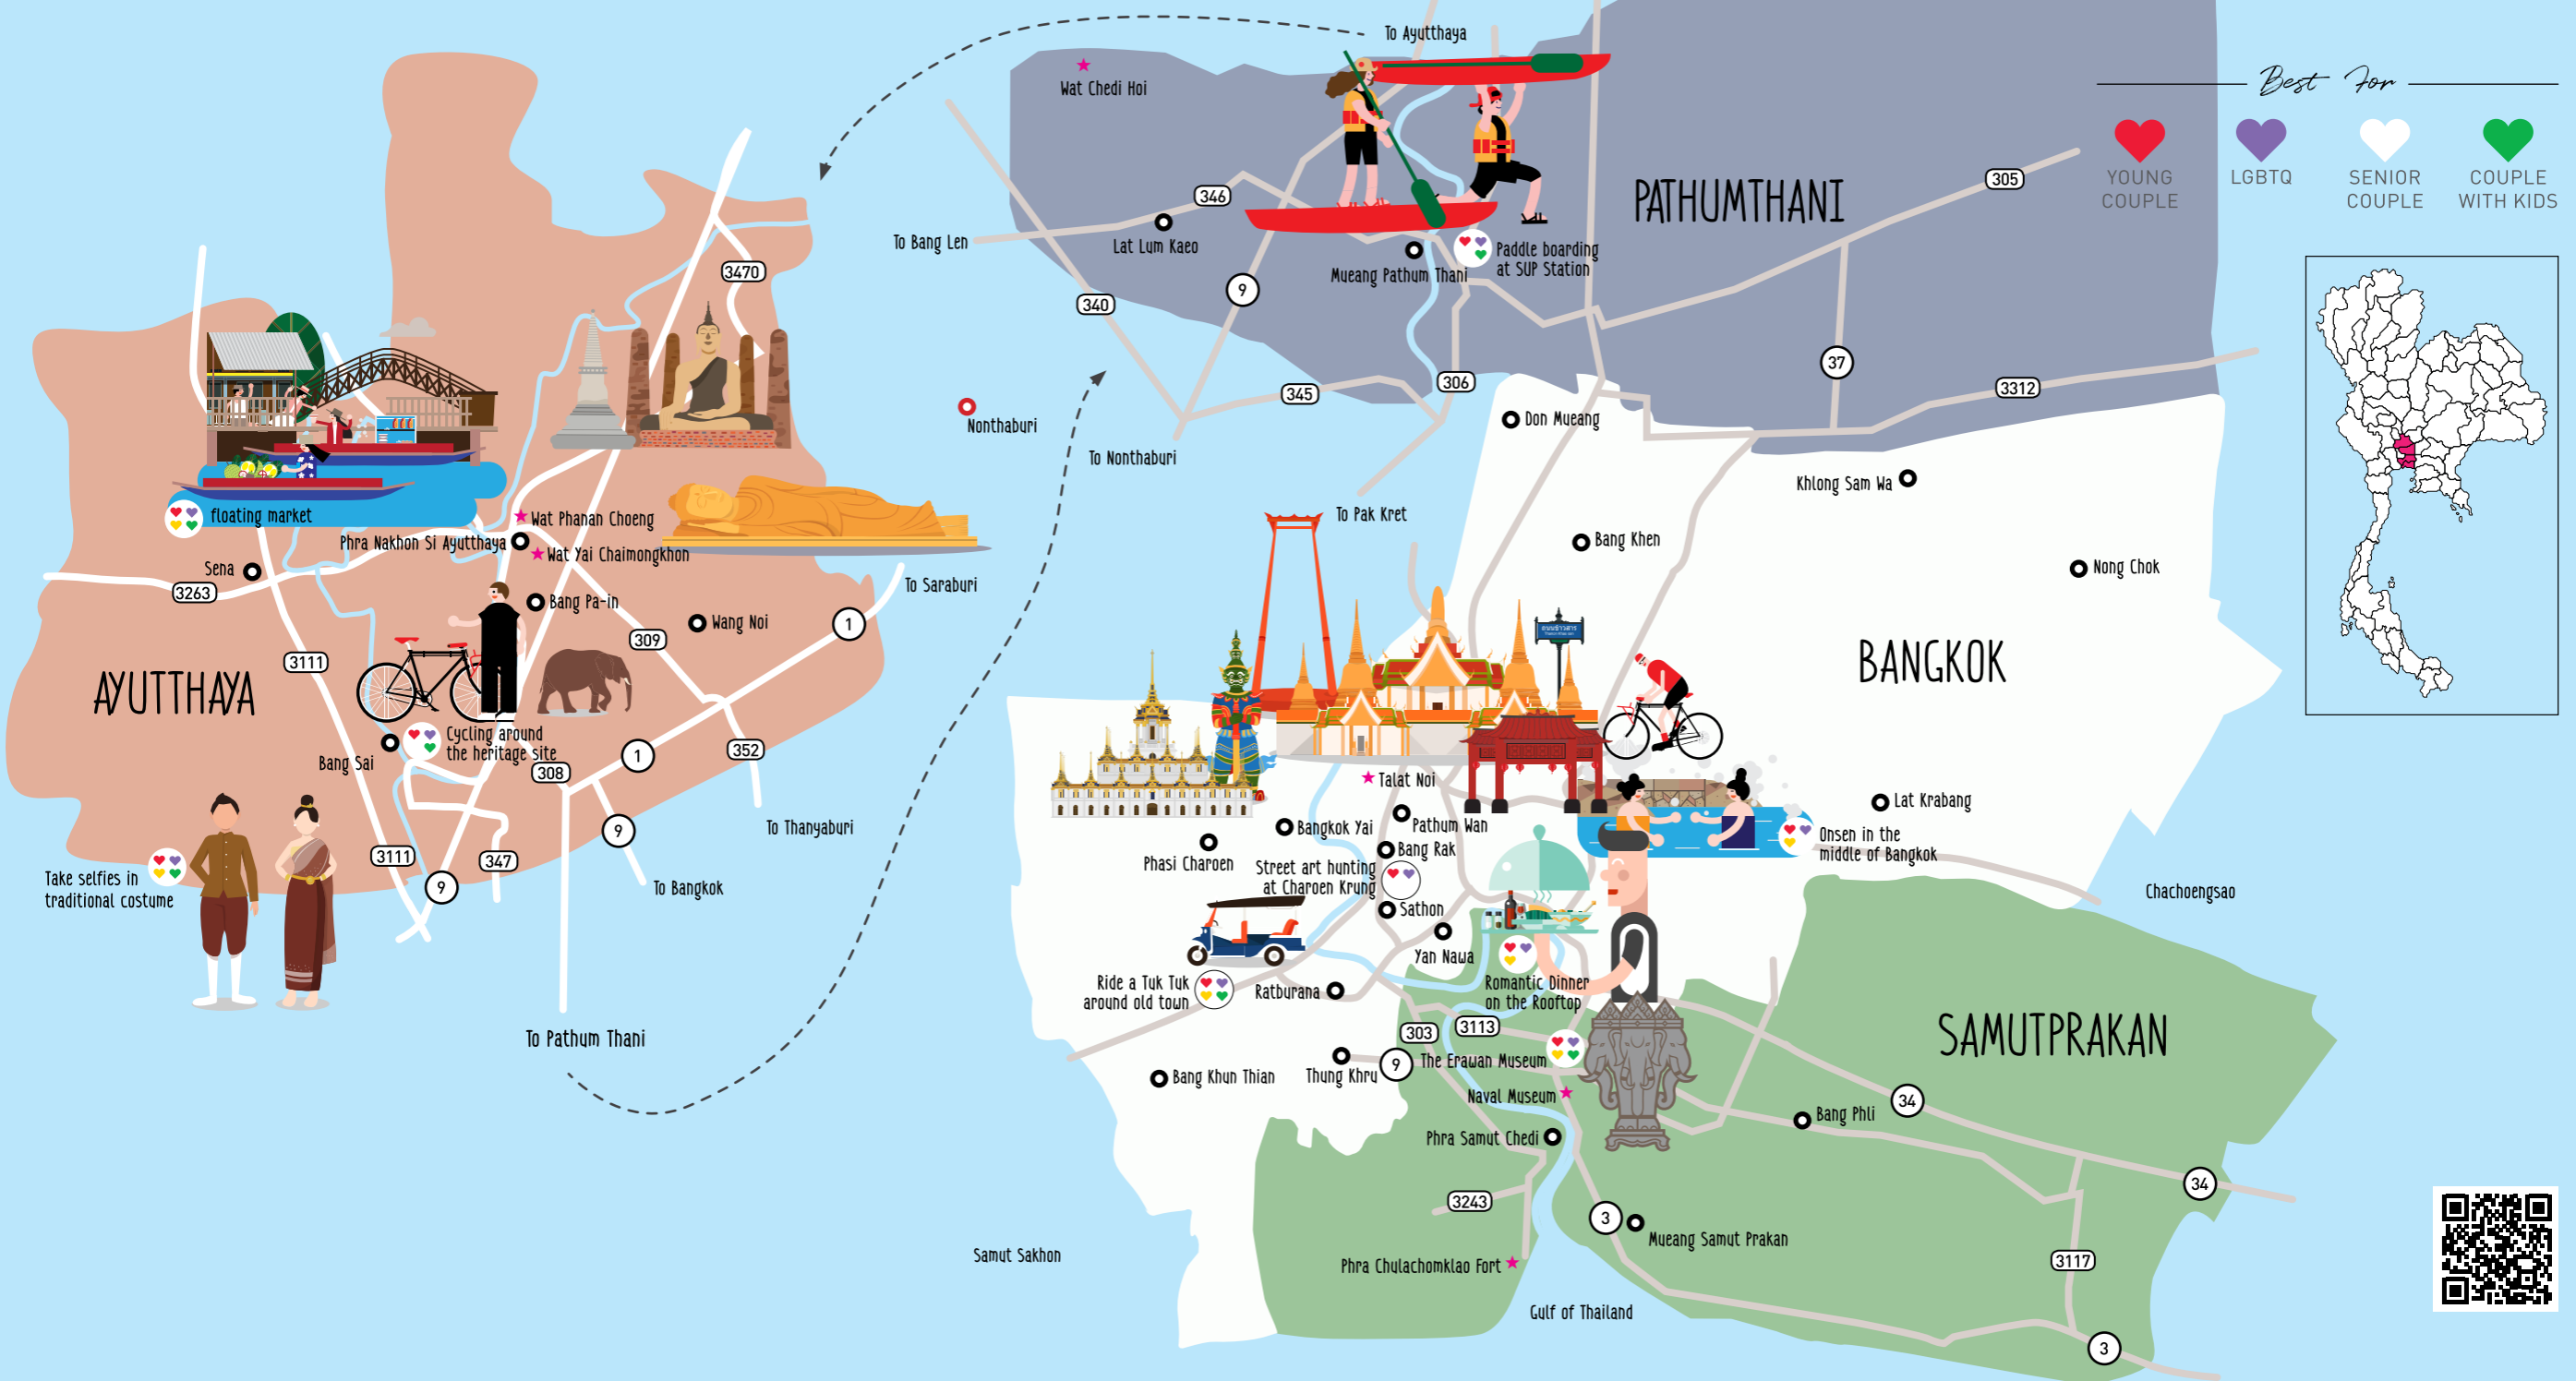 To Ayutthaya
Best For
YOUNG
COUPLE
LGBTQ
SENIOR
COUPLE
COUPLE
WITH KIDS
Wat Chedi Hoi
346
305
PATHUMTHANI
To Bang Len
Lat Lum Kaeo
Mueang Pathum Thani
Paddle boarding
at SUP Station
340
9
37
345
306
3312
Nonthaburi
To Nonthaburi
To Pak Kret
3470
floating market
Wat Phanan Choeng
Phra Nakhon Si Ayutthaya
Wat Yai Chaimongkhon
Sena
3263
Bang Pa-in
Wang Noi
To Saraburi
1
309
3111
AYUTTHAYA
Cycling around
the heritage site
Bang Sai
308
1
352
To Thanyaburi
9
3111
347
9
To Bangkok
Take selfies in
traditional costume
To Pathum Thani
Don Mueang
Khlong Sam Wa
Bang Khen
Nong Chok
BANGKOK
ถนนข้าวสาร
Talat Noi
Lat Krabang
Bangkok Yai
Pathum Wan
Onsen in the
middle of Bangkok
Phasi Charoen
Bang Rak
Street art hunting
at Charoen Krung
Chachoengsao
Sathon
Yan Nawa
Ride a Tuk Tuk
around old town
Ratburana
Romantic Dinner
on the Rooftop
303
3113
SAMUTPRAKAN
The Erawan Museum
Thung Khru
9
Bang Khun Thian
Naval Museum
34
Bang Phli
Phra Samut Chedi
34
3243
3
Mueang Samut Prakan
Samut Sakhon
Phra Chulachomklao Fort
3117
Gulf of Thailand
3